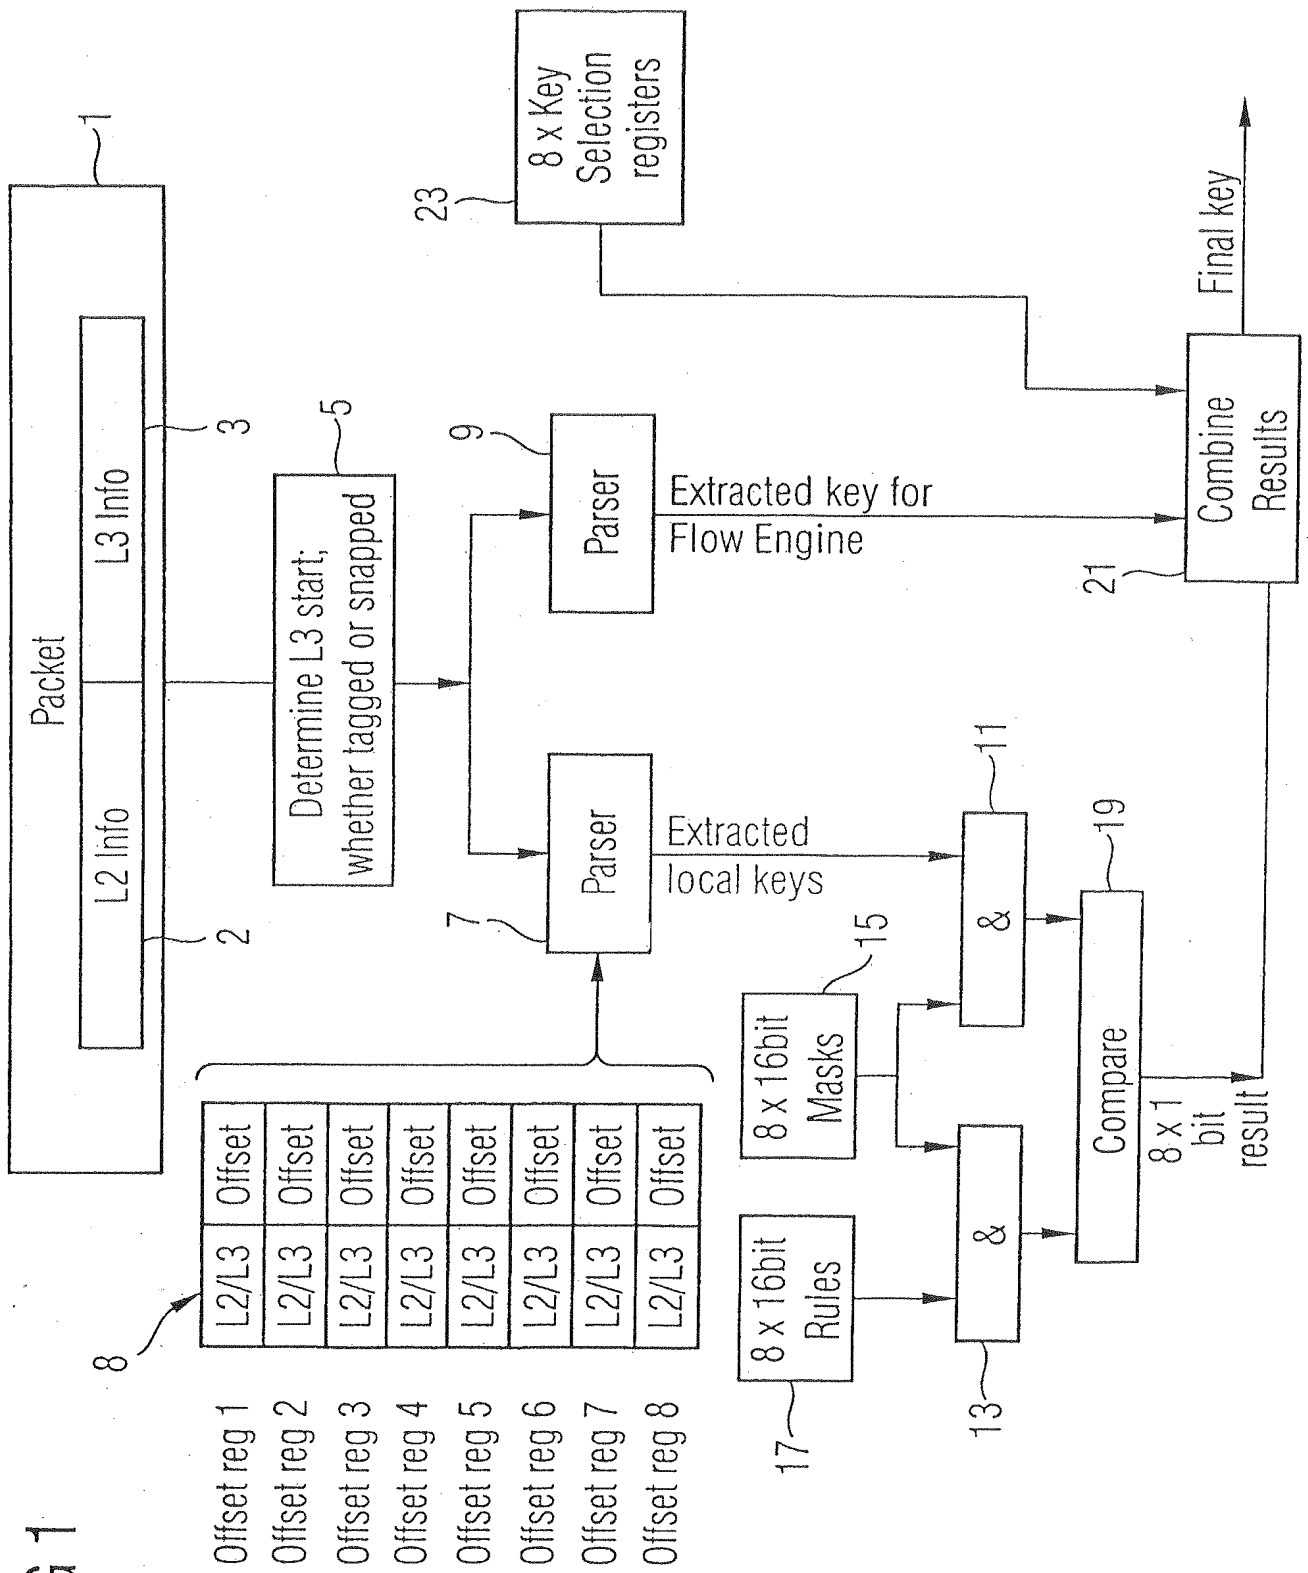 Packet
1
L2 Info
L3 Info
2
3
Determine L3 start;
whether tagged or snapped
5
8
Offset reg 1
L2/L3
Offset
Offset reg 2
L2/L3
Offset
Offset reg 3
L2/L3
Offset
Offset reg 4
L2/L3
Offset
Offset reg 5
L2/L3
Offset
Offset reg 6
L2/L3
Offset
Offset reg 7
L2/L3
Offset
Offset reg 8
L2/L3
Offset
7
Parser
9
Parser
23
8 x Key
Selection
registers
Extracted
local keys
Extracted key for
Flow Engine
17
8 x 16bit
Rules
8 x 16bit
Masks
15
13
&
&
11
Compare
19
8 x 1
bit
result
21
Combine
Results
Final key
G 1